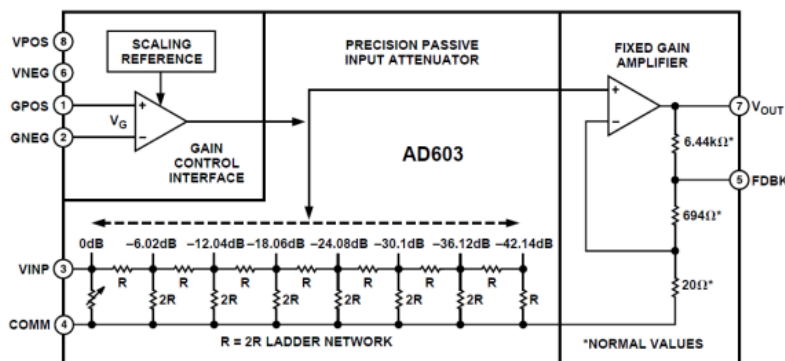 VPOS
8
VNEG
6
GPOS
1
GNEG
2
SCALING
REFERENCE
VG
+
−
GAIN
CONTROL
INTERFACE
PRECISION PASSIVE
INPUT ATTENUATOR
AD603
FIXED GAIN
AMPLIFIER
+
−
7
VOUT
6.44kΩ*
5
FDBK
694Ω*
20Ω*
0dB
−6.02dB
−12.04dB
−18.06dB
−24.08dB
−30.1dB
−36.12dB
−42.14dB
VINP
3
R
R
R
R
R
R
R
2R
2R
2R
2R
2R
2R
R
COMM
4
R = 2R LADDER NETWORK
*NORMAL VALUES